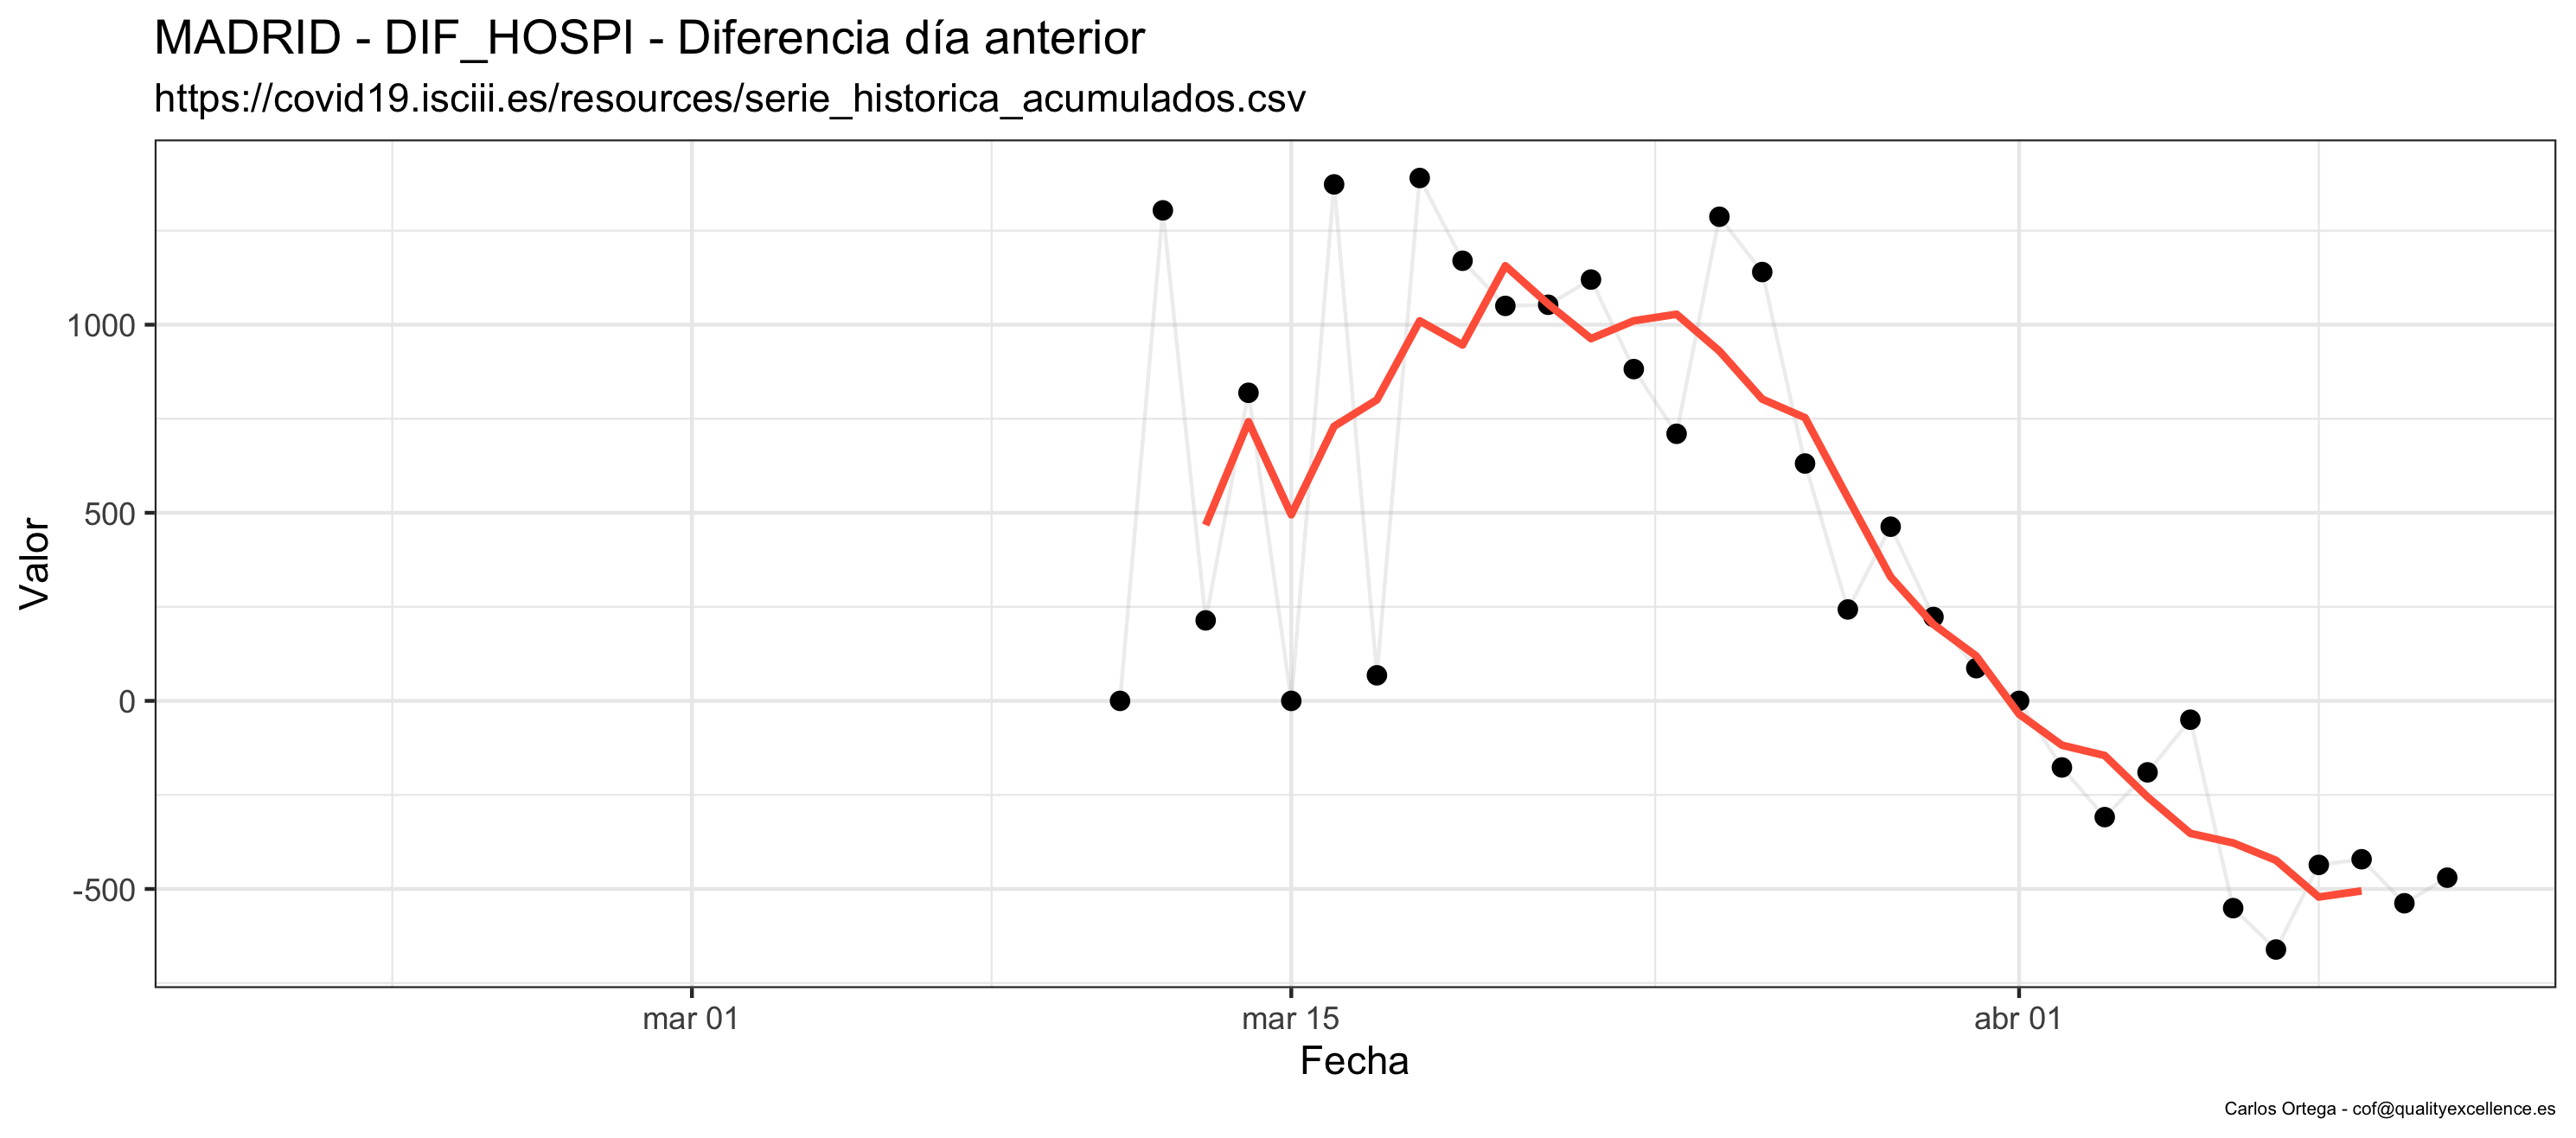 MADRID - DIF_HOSPI - Diferencia día anterior
https://covid19.isciii.es/resources/serie_historica_acumulados.csv
1000
500
0
-500
Valor
mar 01
mar 15
abr 01
Fecha
Carlos Ortega - cof@qualityexcellence.es